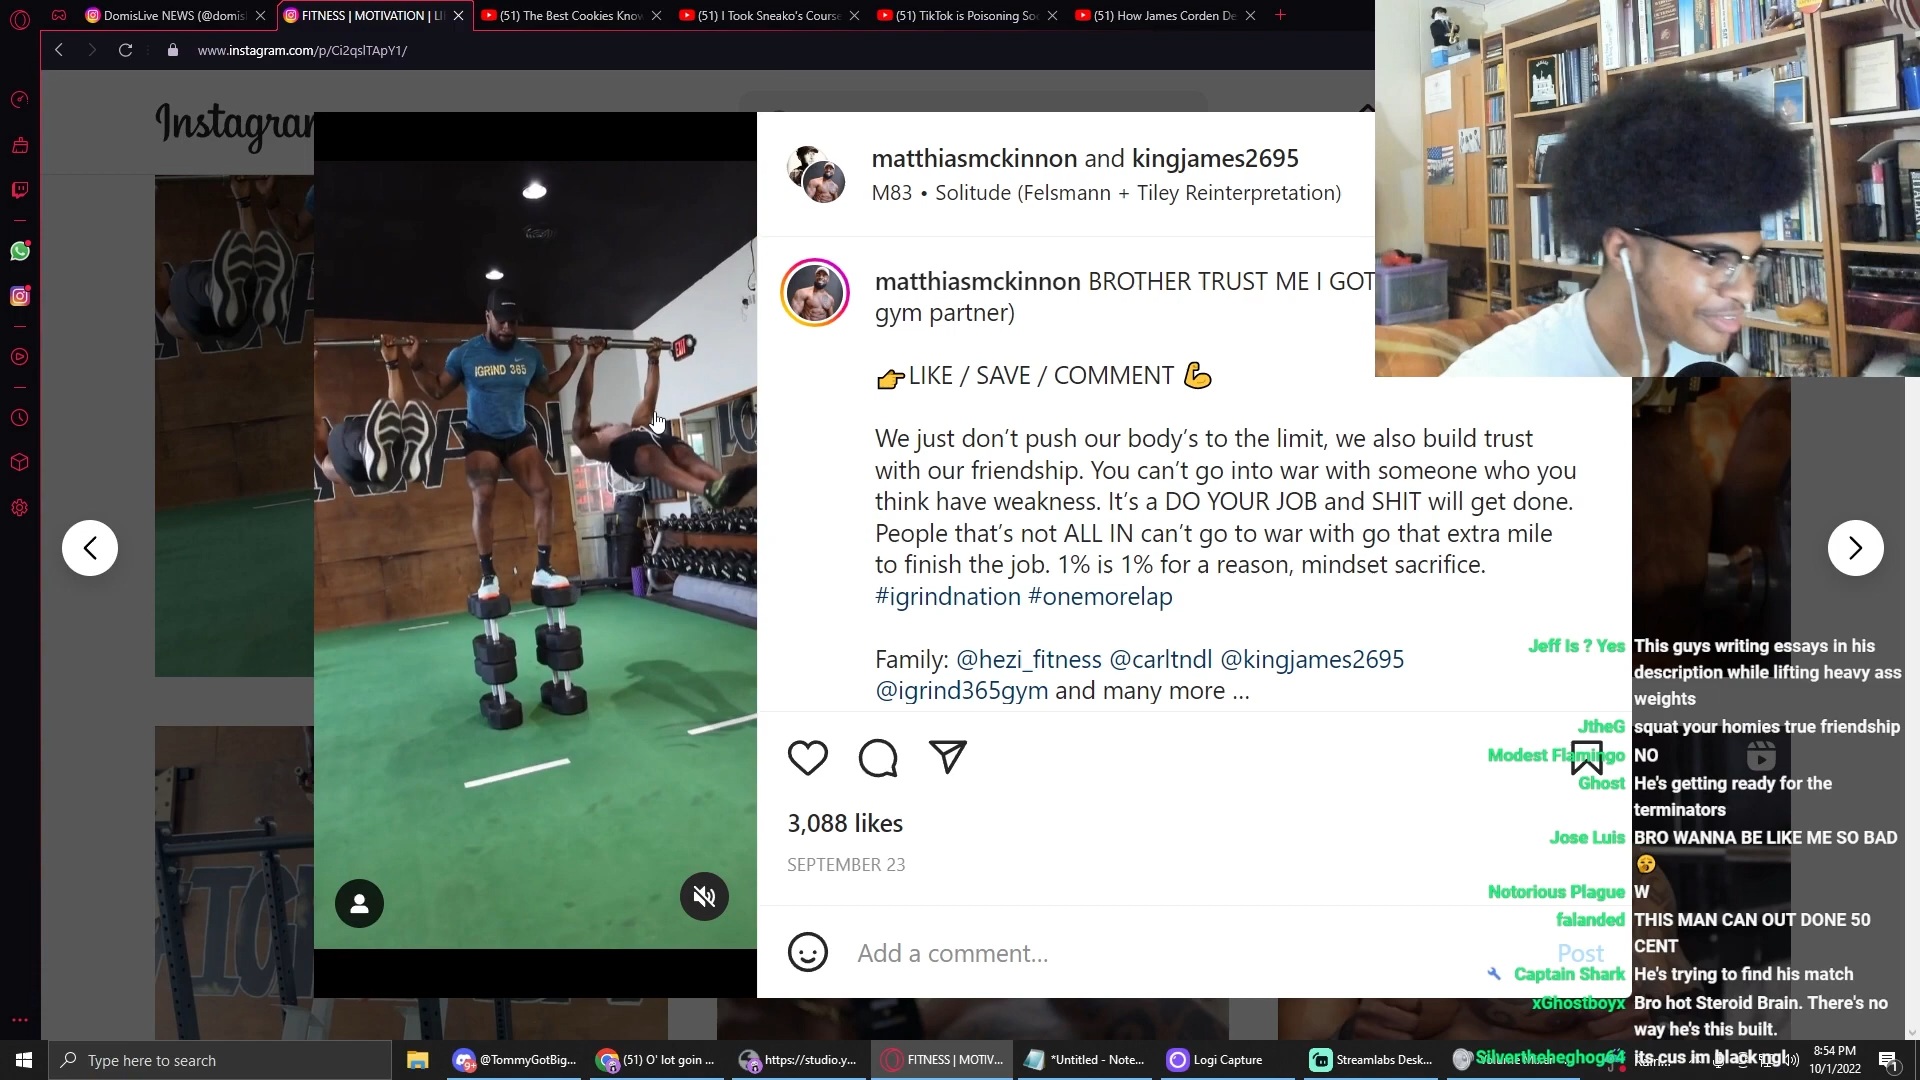 DomisLive NEWS (@domis
FITNESS | MOTIVATION | LI
(51) The Best Cookies Know
(51) I Took Sneako's Course
(51) TikTok is Poisoning Soc
(51) How James Corden De
www.instagram.com/p/Ci2qslTApY1/
Instagram
matthiasmckinnon and kingjames2695
M83 • Solitude (Felsmann + Tiley Reinterpretation)
matthiasmckinnon BROTHER TRUST ME I GOT
gym partner)
👉LIKE / SAVE / COMMENT 💪
We just don’t push our body’s to the limit, we also build trust
with our friendship. You can’t go into war with someone who you
think have weakness. It’s a DO YOUR JOB and SHIT will get done.
People that’s not ALL IN can’t go to war with go that extra mile
to finish the job. 1% is 1% for a reason, mindset sacrifice.
#igrindnation #onemorelap
Family: @hezi_fitness @carltndl @kingjames2695
@igrind365gym and many more ...
3,088 likes
SEPTEMBER 23
Add a comment...
Post
IGRIND 365
EXIT
Jeff Is ? Yes This guys writing essays in his
description while lifting heavy ass
weights
JtheG squat your homies true friendship
Modest Flamingo NO
Ghost He's getting ready for the
terminators
Jose Luis BRO WANNA BE LIKE ME SO BAD
🤫
Notorious Plague W
falanded THIS MAN CAN OUT DONE 50
CENT
Captain Shark He's trying to find his match
xGhostboyx Bro hot Steroid Brain. There's no
way he's this built.
Silvertheheghog64 its cus im black ngl
Type here to search
@TommyGotBig...
(51) O' lot goin ...
https://studio.y...
FITNESS | MOTIV...
*Untitled - Note...
Logi Capture
Streamlabs Desk...
Volume Mixer
8:54 PM
10/1/2022